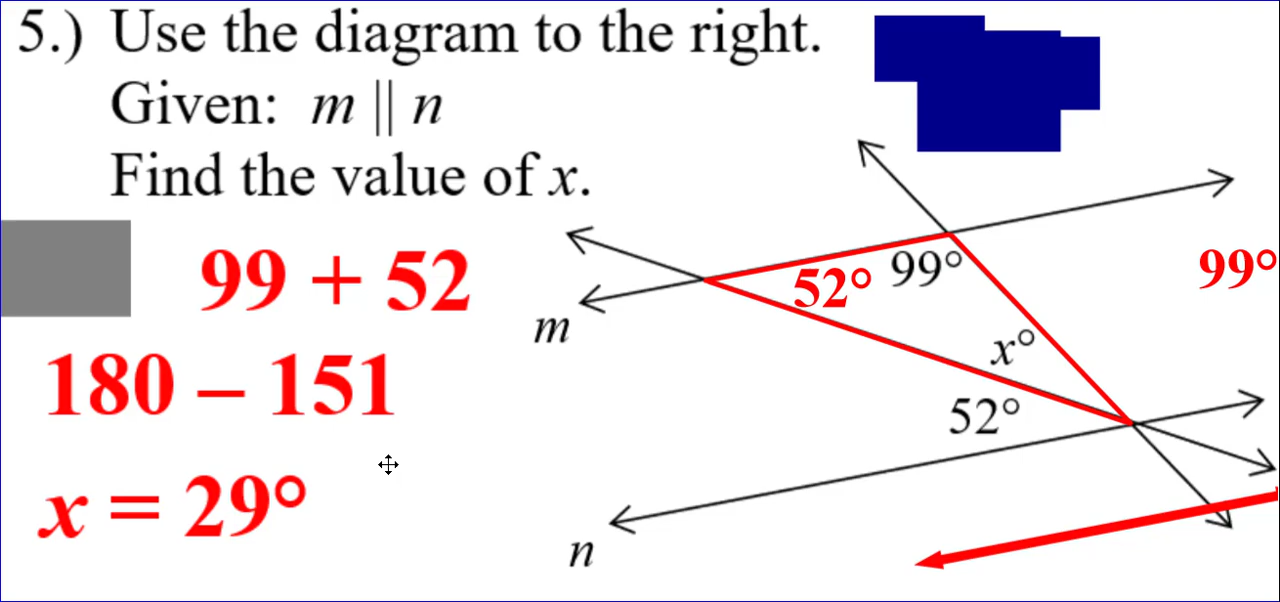 5.) Use the diagram to the right.
Given: m || n
Find the value of x.
99 + 52
180 – 151
x = 29°
52° 99°
99°
x°
m
52°
n